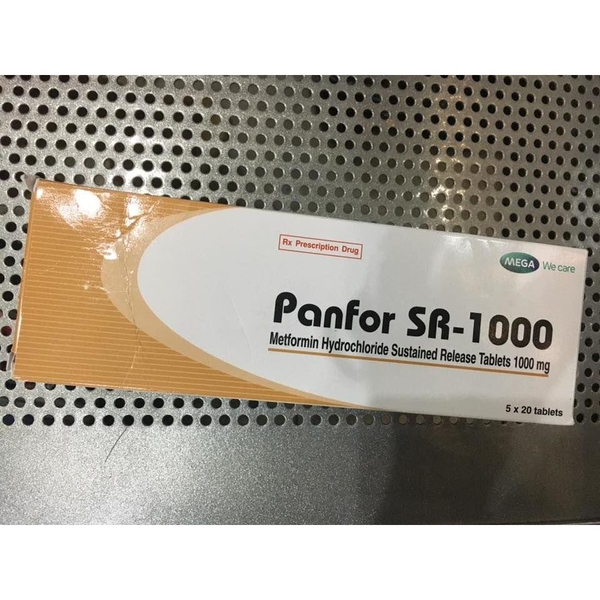 Rx Prescription Drug
MEGA We care
Panfor SR-1000
Metformin Hydrochloride Sustained Release Tablets 1000 mg
5 x 20 tablets